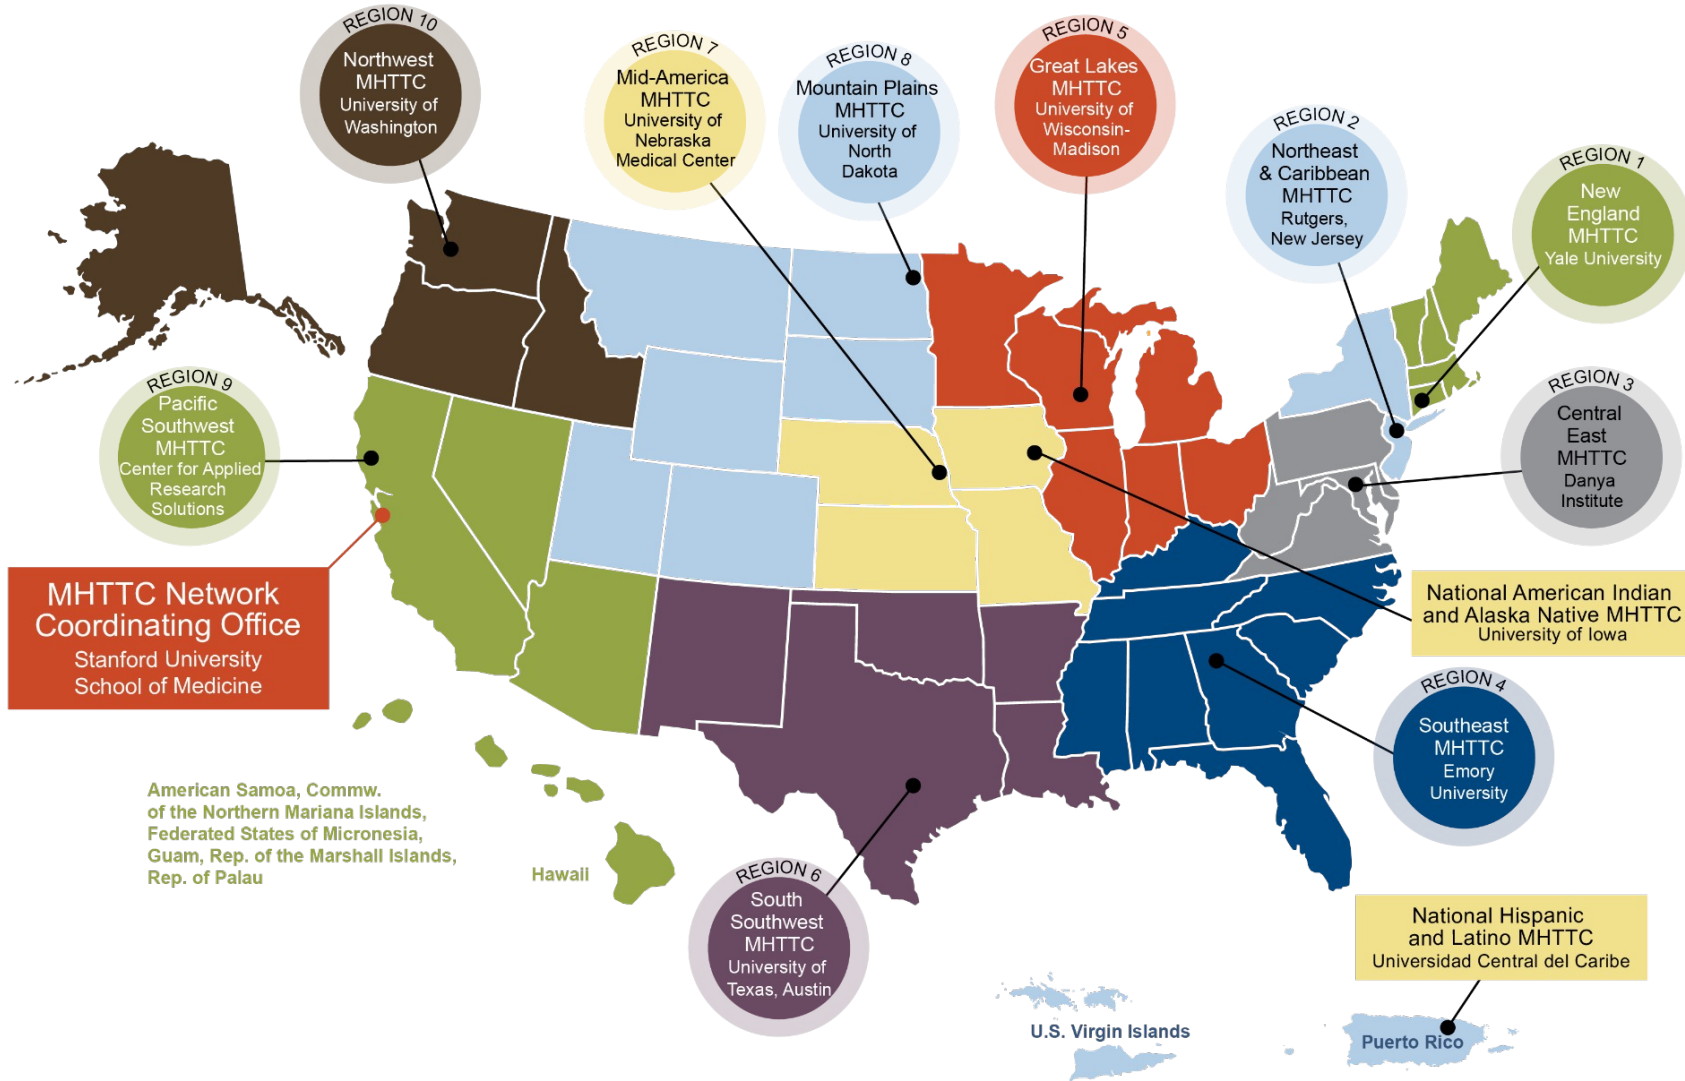 REGION 10
Northwest
MHTTC
University of
Washington
REGION 7
Mid-America
MHTTC
University of
Nebraska
Medical Center
REGION 8
Mountain Plains
MHTTC
University of
North
Dakota
REGION 5
Great Lakes
MHTTC
University of
Wisconsin-
Madison
REGION 2
Northeast
& Caribbean
MHTTC
Rutgers,
New Jersey
REGION 1
New
England
MHTTC
Yale University
REGION 9
Pacific
Southwest
MHTTC
Center for Applied
Research
Solutions
REGION 3
Central
East
MHTTC
Danya
Institute
MHTTC Network
Coordinating Office
Stanford University
School of Medicine
National American Indian
and Alaska Native MHTTC
University of Iowa
REGION 4
Southeast
MHTTC
Emory
University
American Samoa, Commw.
of the Northern Mariana Islands,
Federated States of Micronesia,
Guam, Rep. of the Marshall Islands,
Rep. of Palau
Hawaii
REGION 6
South
Southwest
MHTTC
University of
Texas, Austin
National Hispanic
and Latino MHTTC
Universidad Central del Caribe
U.S. Virgin Islands
Puerto Rico